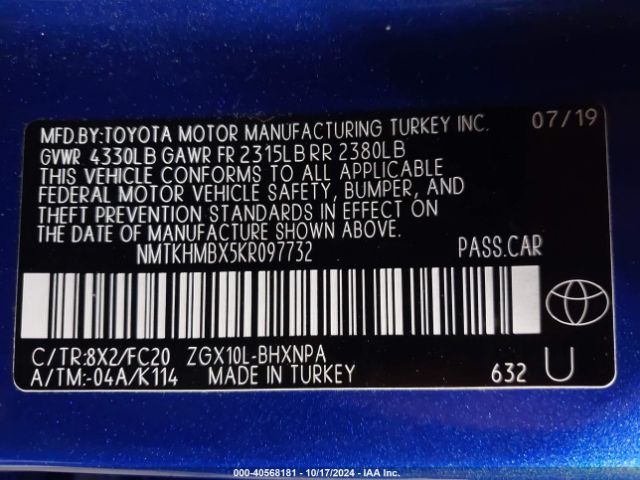 MFD.BY:TOYOTA MOTOR MANUFACTURING TURKEY INC. 07/19
GVWR 4330LB GAWR FR 2315LB RR 2380LB
THIS VEHICLE CONFORMS TO ALL APPLICABLE
FEDERAL MOTOR VEHICLE SAFETY, BUMPER, AND
THEFT PREVENTION STANDARDS IN EFFECT ON
THE DATE OF MANUFACTURE SHOWN ABOVE.
NMTKHMBX5KR097732 PASS.CAR
C/TR:8X2/FC20 ZGX10L-BHXNPA
A/TM:-04A/K114 MADE IN TURKEY 632 U
000-40568181 - 10/17/2024 - IAA Inc.